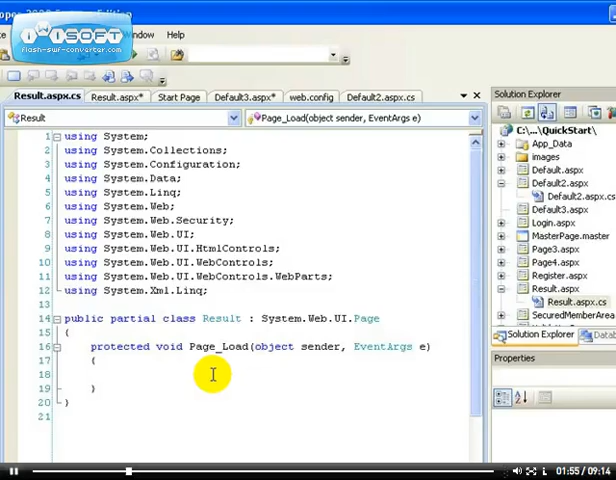 System Edition
iWiSOFT
flash-swf-converter.com
Window
Result.aspx.cs Result.aspx* Start Page Default3.aspx* web.config Default2.aspx.cs
Result
Page_Load(object sender, EventArgs e)
1 using System;
2 using System.Collections;
3 using System.Configuration;
4 using System.Data;
5 using System.Linq;
6 using System.Web;
7 using System.Web.Security;
8 using System.Web.UI;
9 using System.Web.UI.HtmlControls;
10 using System.Web.UI.WebControls;
11 using System.Web.UI.WebControls.WebParts;
12 using System.Xml.Linq;
13
14 public partial class Result : System.Web.UI.Page
15 {
16 protected void Page_Load(object sender, EventArgs e)
17 {
18
19 }
20 }
21
Solution Explorer
C:\...\QuickStart\
App_Data
images
Default.aspx
Default2.aspx
Default2.aspx.cs
Default3.aspx
Login.aspx
MasterPage.master
Page3.aspx
Page4.aspx
Register.aspx
Result.aspx
Result.aspx.cs
SecuredMemberArea
Solution Explorer
Properties
01:55 / 09:14